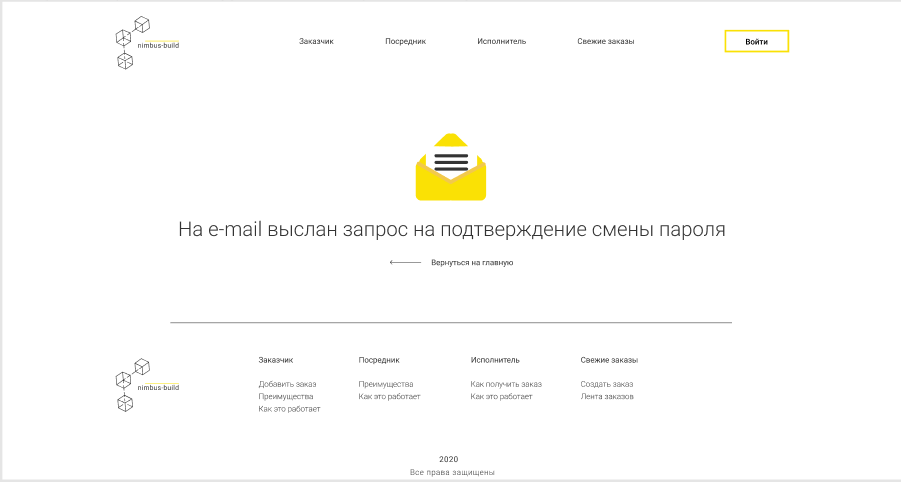 nimbus-build
Заказчик
Посредник
Исполнитель
Свежие заказы
Войти
На e-mail выслан запрос на подтверждение смены пароля
Вернуться на главную
nimbus-build
Заказчик
Добавить заказ
Преимущества
Как это работает
Посредник
Преимущества
Как это работает
Исполнитель
Как получить заказ
Как это работает
Свежие заказы
Создать заказ
Лента заказов
2020
Все права защищены